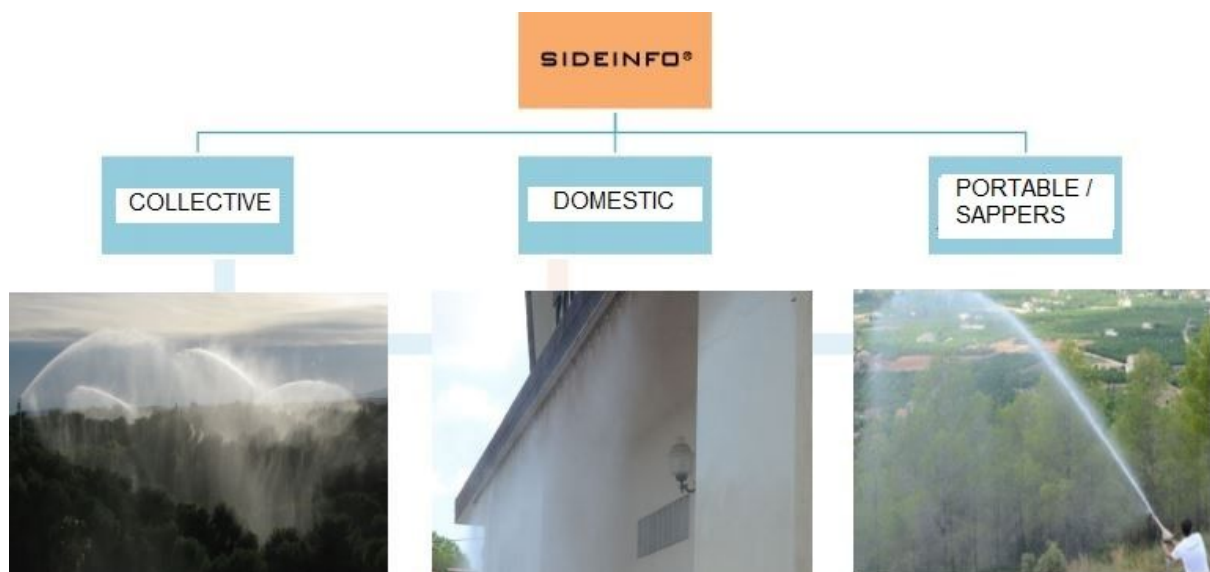 SIDEINFO®
COLLECTIVE
DOMESTIC
PORTABLE /
SAPPERS